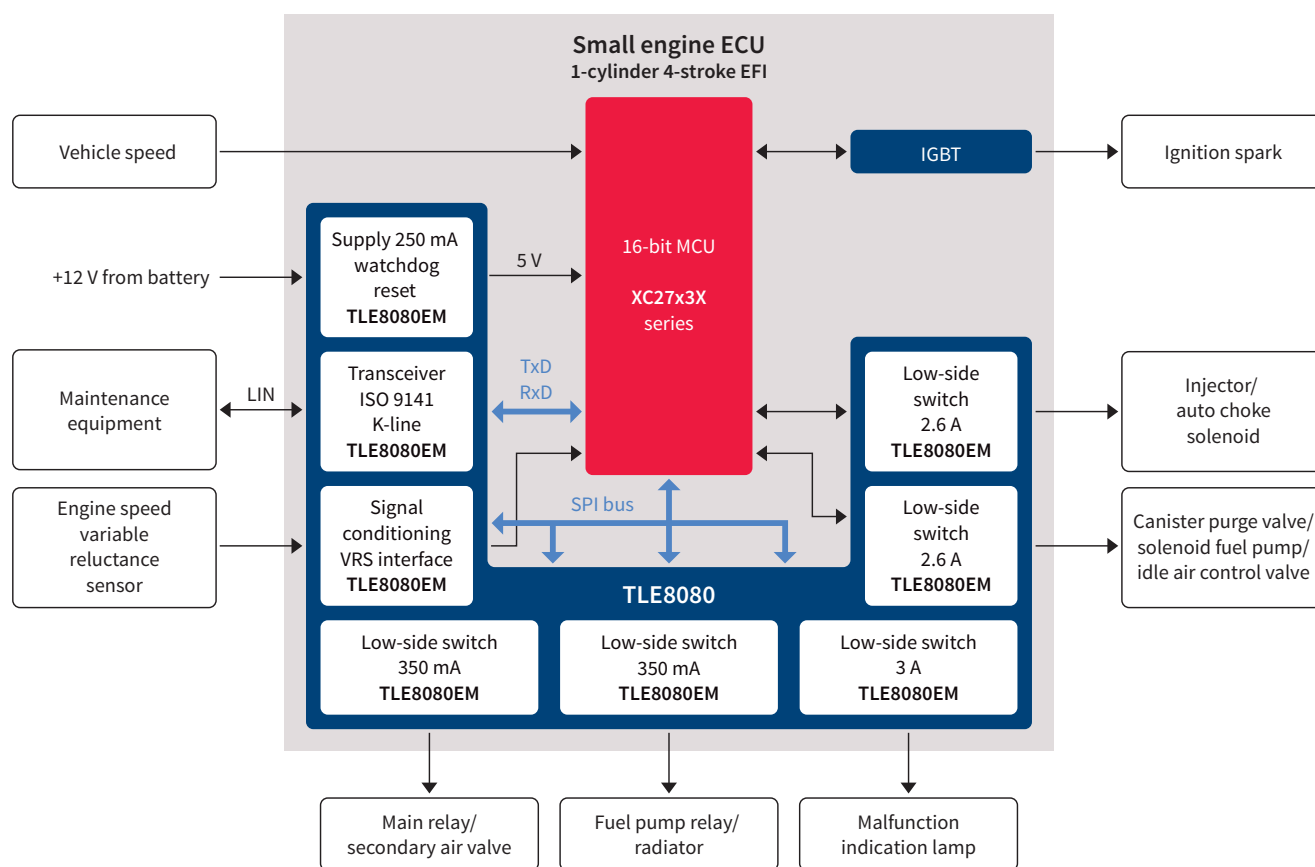 Small engine ECU
1-cylinder 4-stroke EFI
Vehicle speed
IGBT
Ignition spark
+12 V from battery
Supply 250 mA
watchdog
reset
TLE8080EM
5 V
16-bit MCU
XC27x3X
series
Maintenance
equipment
LIN
Transceiver
ISO 9141
K-line
TLE8080EM
TxD
RxD
Low-side
switch
2.6 A
TLE8080EM
Injector/
auto choke
solenoid
Engine speed
variable
reluctance
sensor
Signal
conditioning
VRS interface
TLE8080EM
SPI bus
Low-side
switch
2.6 A
TLE8080EM
Canister purge valve/
solenoid fuel pump/
idle air control valve
TLE8080
Low-side switch
350 mA
TLE8080EM
Low-side switch
350 mA
TLE8080EM
Low-side switch
3 A
TLE8080EM
Main relay/
secondary air valve
Fuel pump relay/
radiator
Malfunction
indication lamp